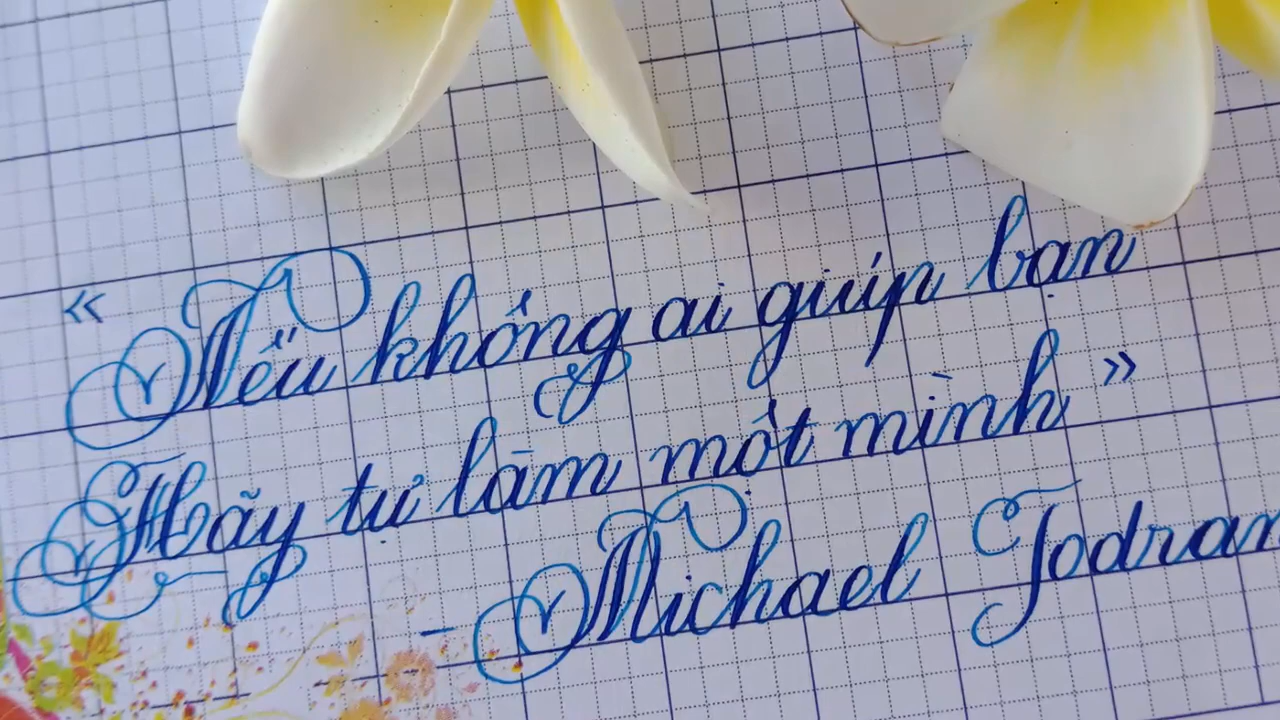 « Nếu không ai giúp bạn
Hãy tự làm một mình »
- Michael Jodran